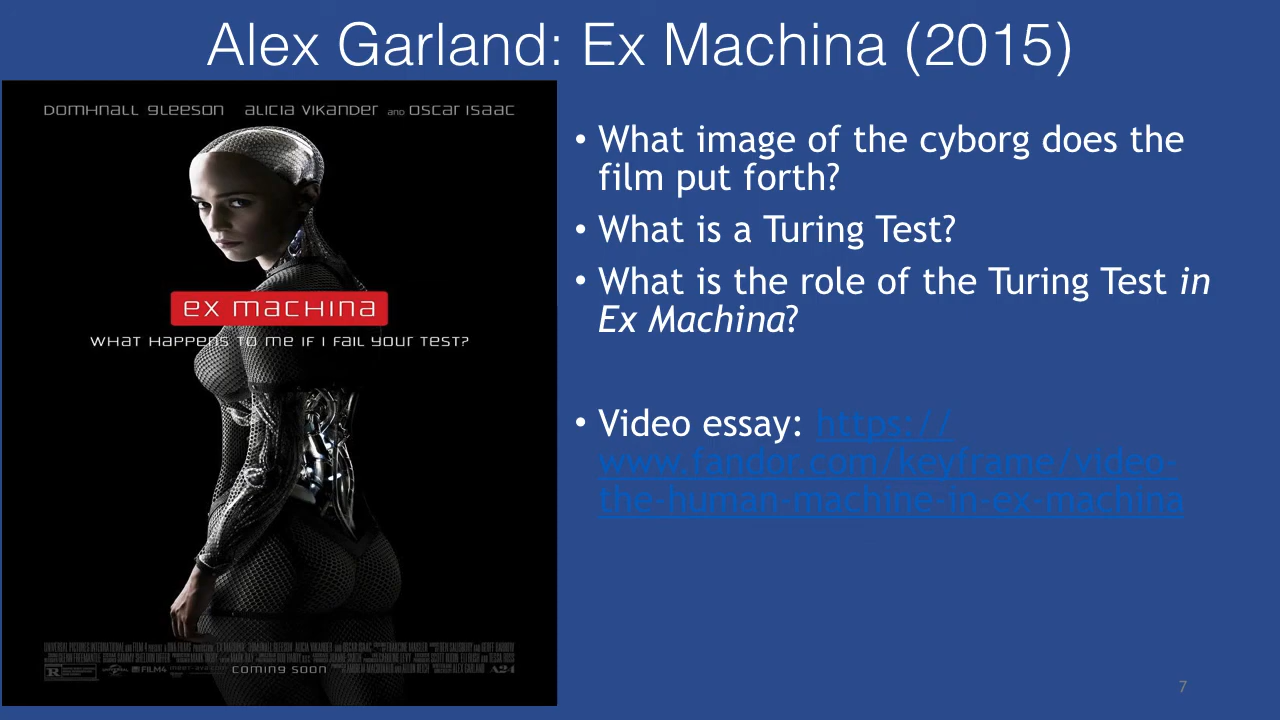 Alex Garland: Ex Machina (2015)
DOMHNALL GLEESON ALICIA VIKANDER AND OSCAR ISAAC
ex machina
WHAT HAPPENS TO ME IF I FAIL YOUR TEST?
COMING SOON
R
FILM4
A24
• What image of the cyborg does the
film put forth?
• What is a Turing Test?
• What is the role of the Turing Test in
Ex Machina?
• Video essay: https://
www.fandor.com/keyframe/video-
the-human-machine-in-ex-machina
7